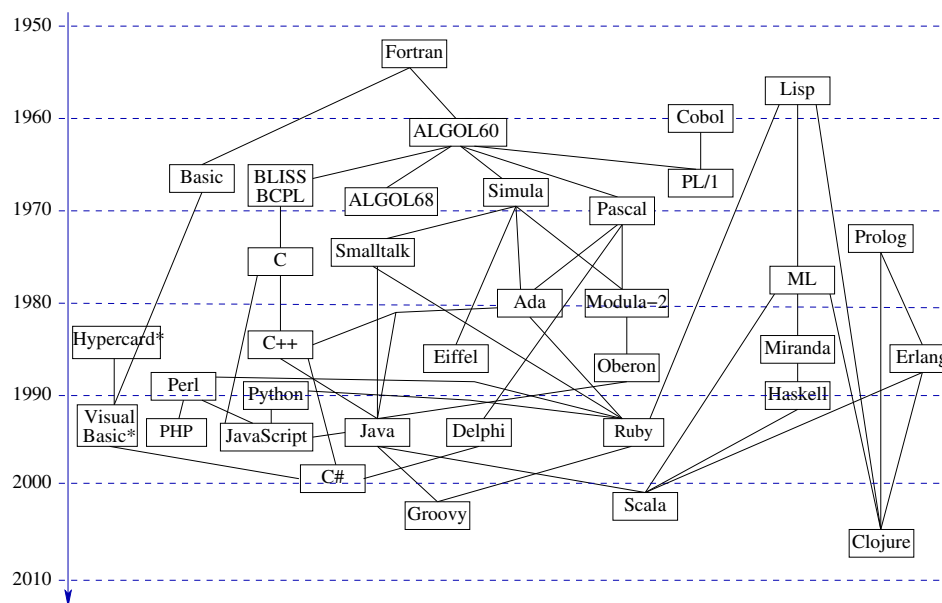 1950
Fortran
Lisp
1960
Cobol
ALGOL60
Basic
BLISS
BCPL
ALGOL68
Simula
PL/1
Pascal
1970
Smalltalk
Prolog
C
ML
1980
Ada
Modula−2
Hypercard*
C++
Eiffel
Oberon
Miranda
Erlang
1990
Perl
Python
Haskell
Visual
Basic*
PHP
JavaScript
Java
Delphi
Ruby
2000
C#
Groovy
Scala
Clojure
2010